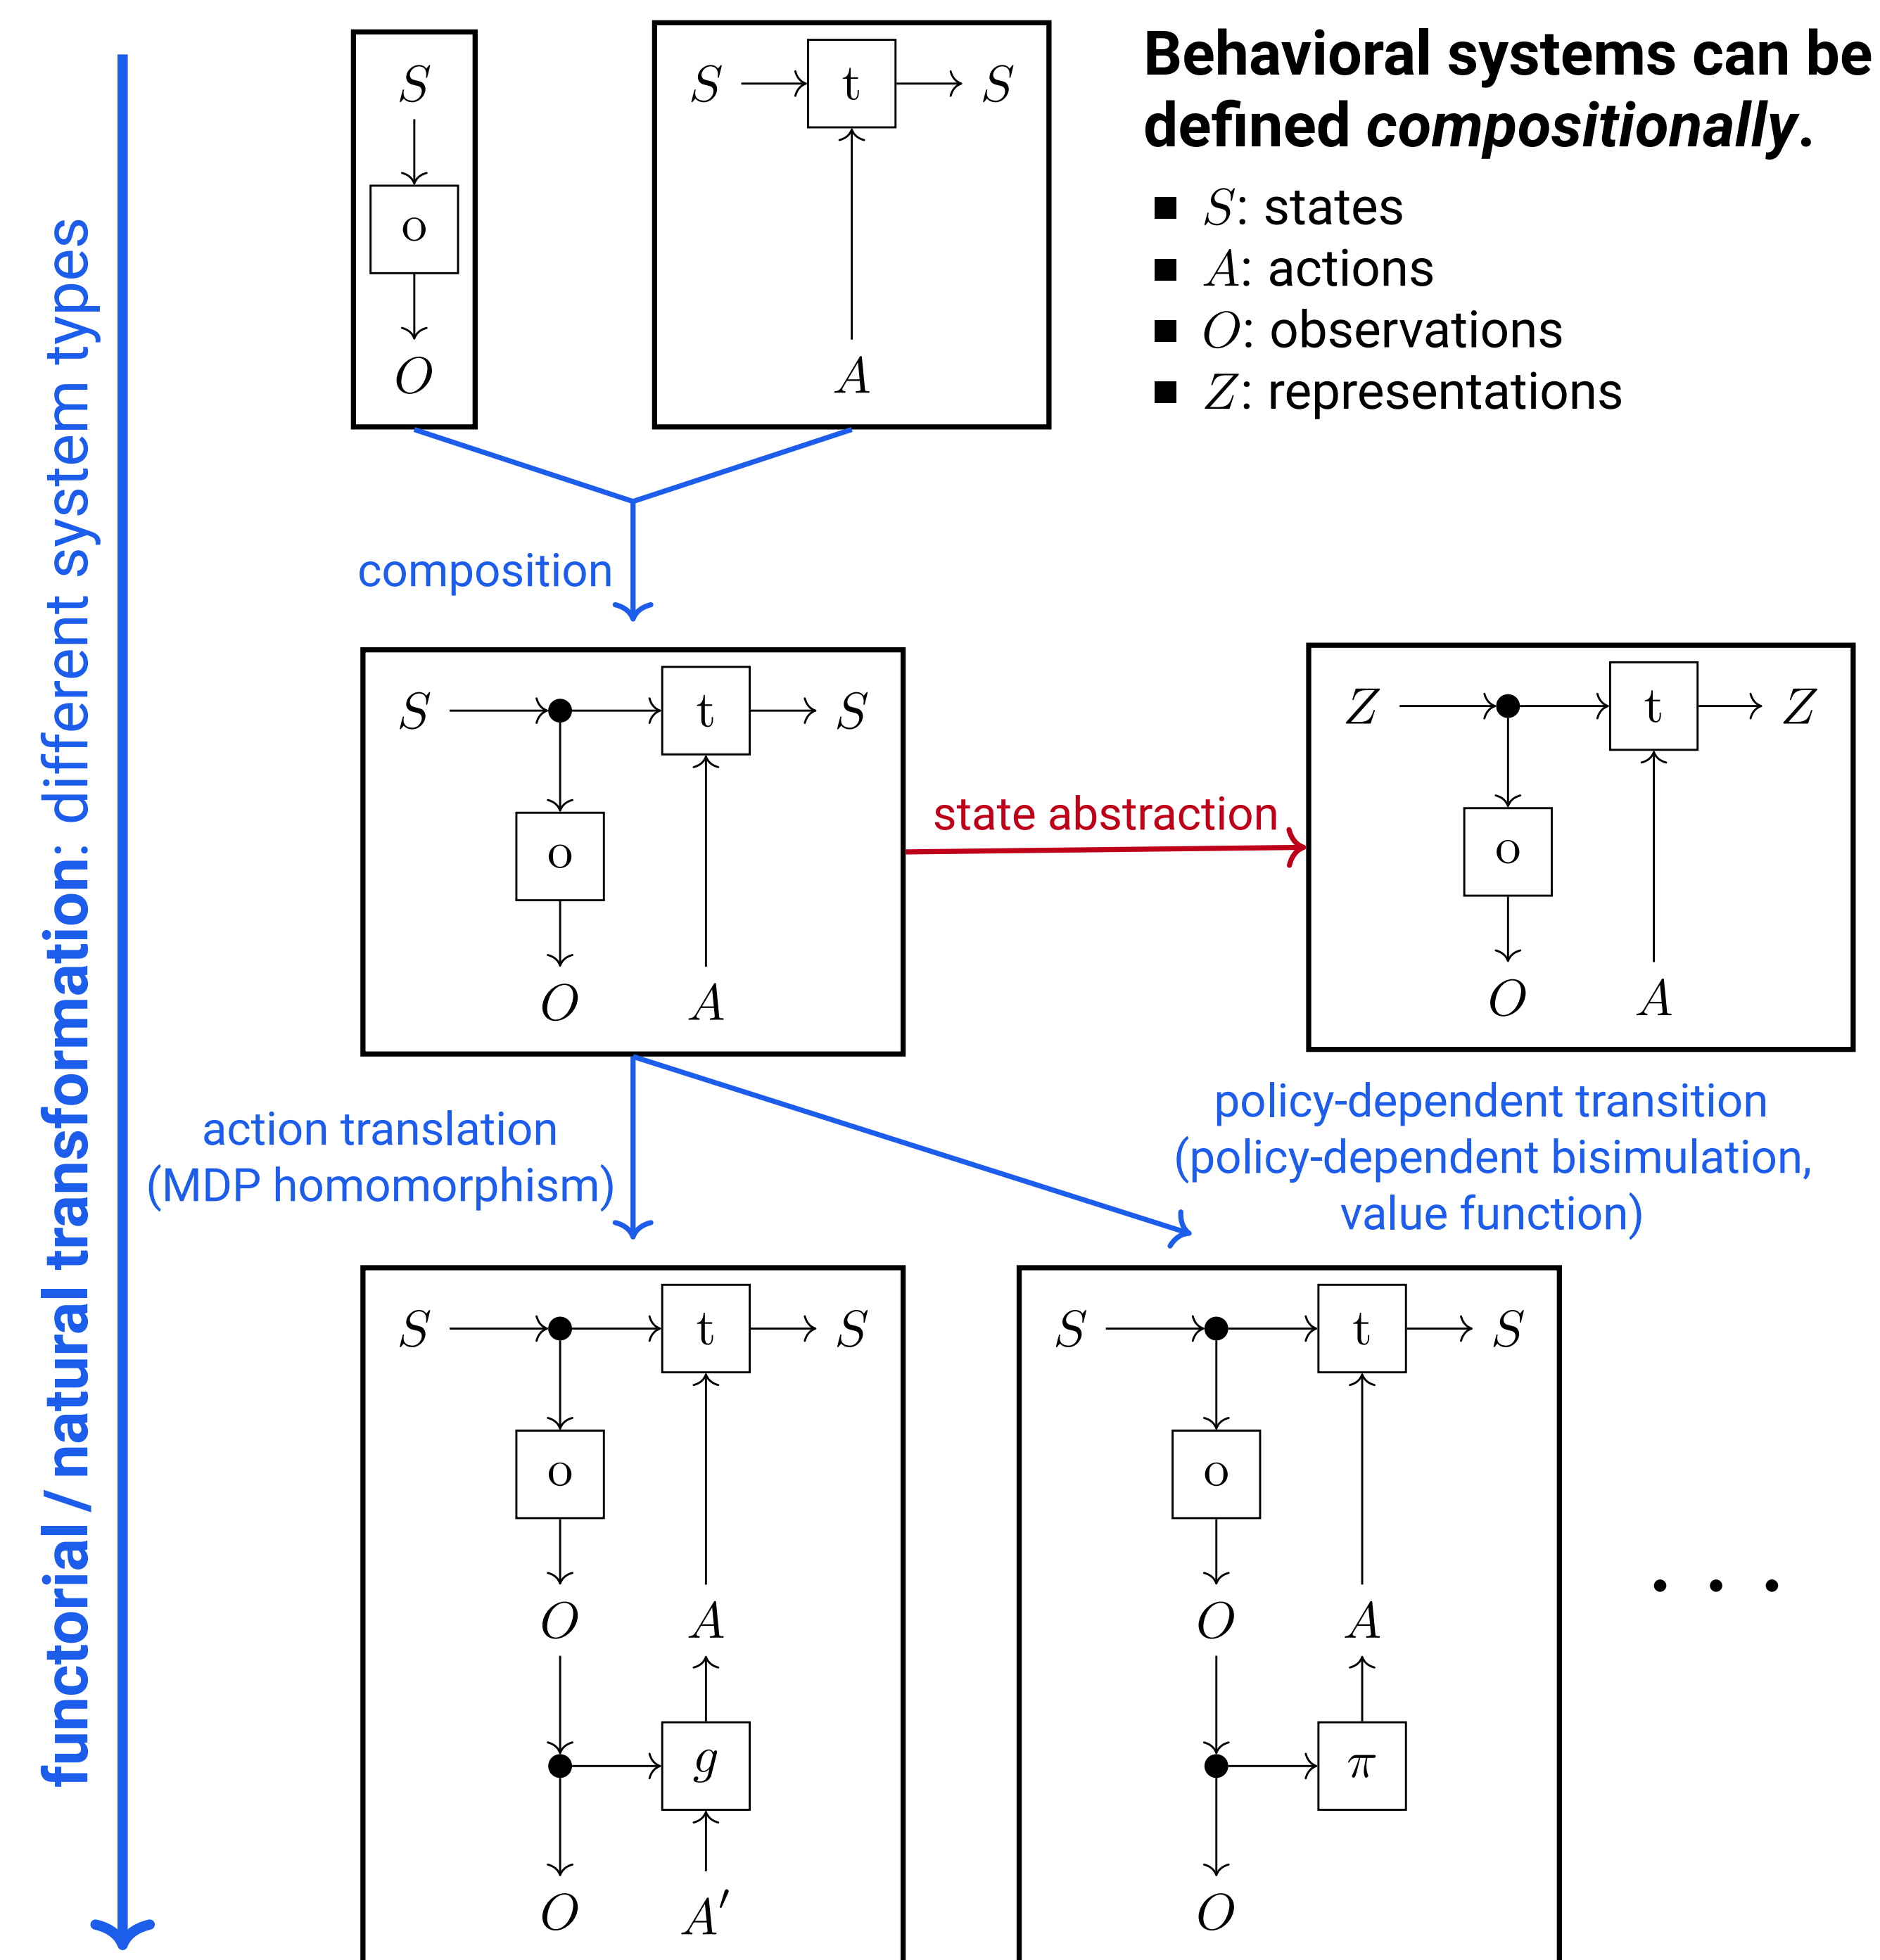 functorial / natural transformation: different system types
S
o
O
S t S
A
Behavioral systems can be
defined compositionally.
■ S: states
■ A: actions
■ O: observations
■ Z: representations
composition
S t S
o
O A
state abstraction
Z t Z
o
O A
action translation
(MDP homomorphism)
policy-dependent transition
(policy-dependent bisimulation,
value function)
S t S
o
O A
g
O A′
S t S
o
O A
π
O
. . .